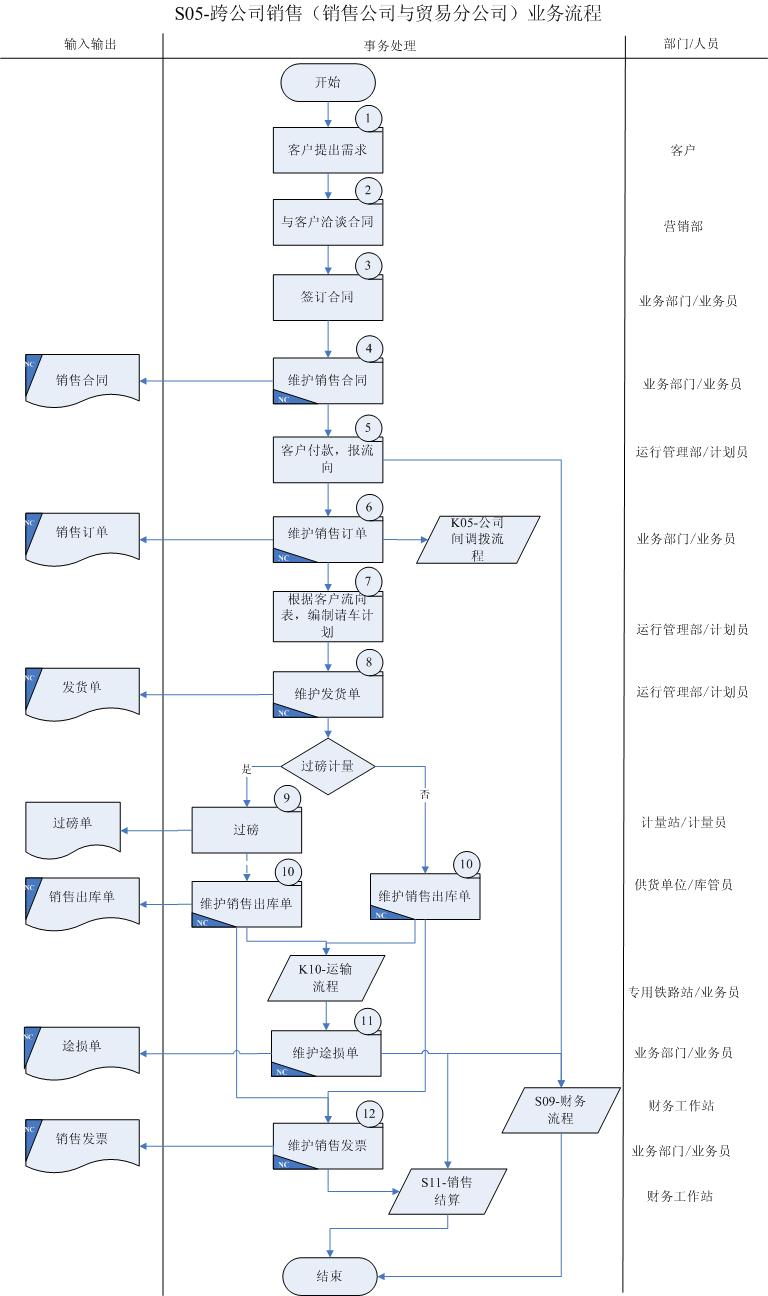 S05-跨公司销售（销售公司与贸易分公司）业务流程
输入输出
事务处理
部门/人员
开始
1
客户提出需求
客户
2
与客户洽谈合同
营销部
3
签订合同
业务部门/业务员
4
NC
销售合同
维护销售合同
NC
业务部门/业务员
5
客户付款，报流
向
运行管理部/计划员
6
NC
销售订单
维护销售订单
NC
K05-公司
间调拨流
程
业务部门/业务员
7
根据客户流向
表，编制请车计
划
运行管理部/计划员
8
NC
发货单
维护发货单
NC
运行管理部/计划员
过磅计量
是
否
9
过磅单
过磅
计量站/计量员
10
10
NC
销售出库单
维护销售出库单
NC
维护销售出库单
NC
供货单位/库管员
K10-运输
流程
专用铁路站/业务员
11
NC
途损单
维护途损单
NC
业务部门/业务员
S09-财务
流程
财务工作站
12
NC
销售发票
维护销售发票
NC
业务部门/业务员
S11-销售
结算
财务工作站
结束